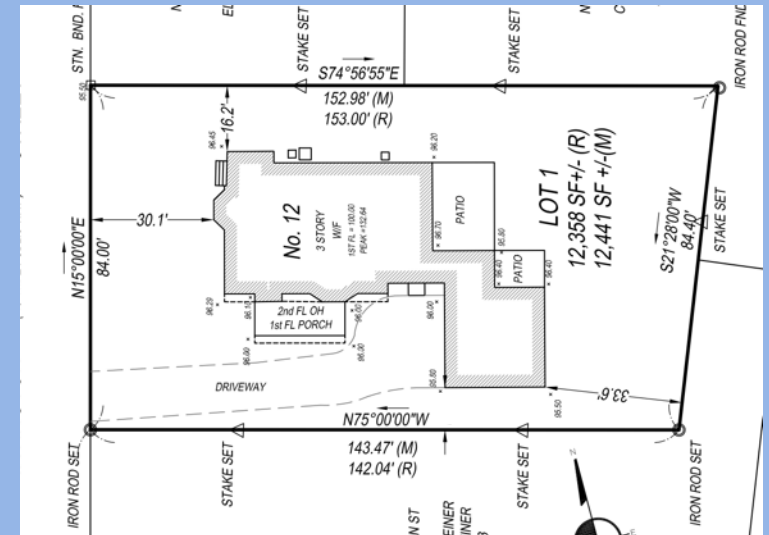 STN. BND.
STAKE SET
STAKE SET
IRON ROD FND
S74°56'55"E
152.98' (M)
153.00' (R)
95.50
16.2'
96.45
96.20
N15°00'00"E
84.00'
30.1'
No. 12
3 STORY
W/F
1ST FL = 100.00
PEAK =132.64
PATIO
96.70
95.80
96.40
PATIO
96.40
LOT 1
12,358 SF+/- (R)
12,441 SF +/-(M)
S21°28'00"W
84.40'
STAKE SET
96.29
96.10
2nd FL OH
1st FL PORCH
96.00
96.00
96.00
96.00
DRIVEWAY
95.80
95.50
33.6'
N75°00'00"W
143.47' (M)
142.04' (R)
IRON ROD SET
STAKE SET
STAKE SET
IRON ROD SET
N ST
EINER
INER
N
E